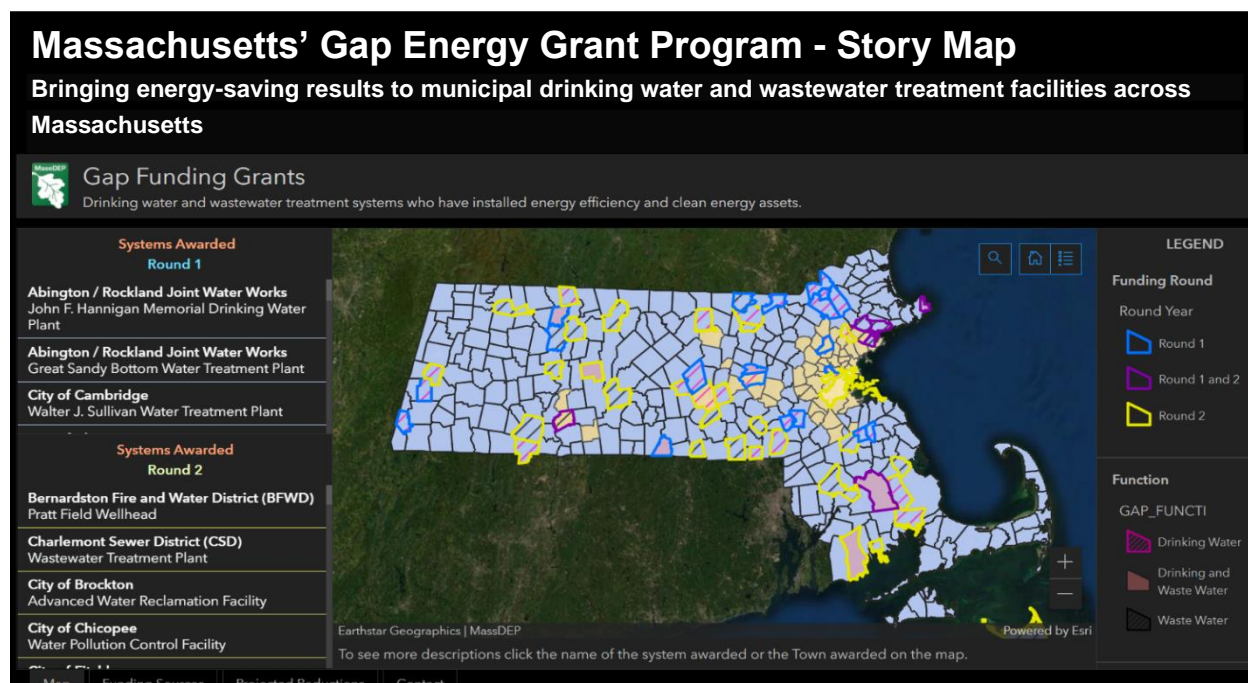 Massachusetts’ Gap Energy Grant Program - Story Map
Bringing energy-saving results to municipal drinking water and wastewater treatment facilities across
Massachusetts
MassDEP
Gap Funding Grants
Drinking water and wastewater treatment systems who have installed energy efficiency and clean energy assets.
Systems Awarded
Round 1
Abington / Rockland Joint Water Works
John F. Hannigan Memorial Drinking Water
Plant
Abington / Rockland Joint Water Works
Great Sandy Bottom Water Treatment Plant
City of Cambridge
Walter J. Sullivan Water Treatment Plant
Systems Awarded
Round 2
Bernardston Fire and Water District (BFWD)
Pratt Field Wellhead
Charlemont Sewer District (CSD)
Wastewater Treatment Plant
City of Brockton
Advanced Water Reclamation Facility
City of Chicopee
Water Pollution Control Facility
Earthstar Geographics | MassDEP
Powered by Esri
To see more descriptions click the name of the system awarded or the Town awarded on the map.
LEGEND
Funding Round
Round Year
Round 1
Round 1 and 2
Round 2
Function
GAP_FUNCTI
Drinking Water
Drinking and
Waste Water
Waste Water
Map
Funding Sources
Projected Reductions
Contact